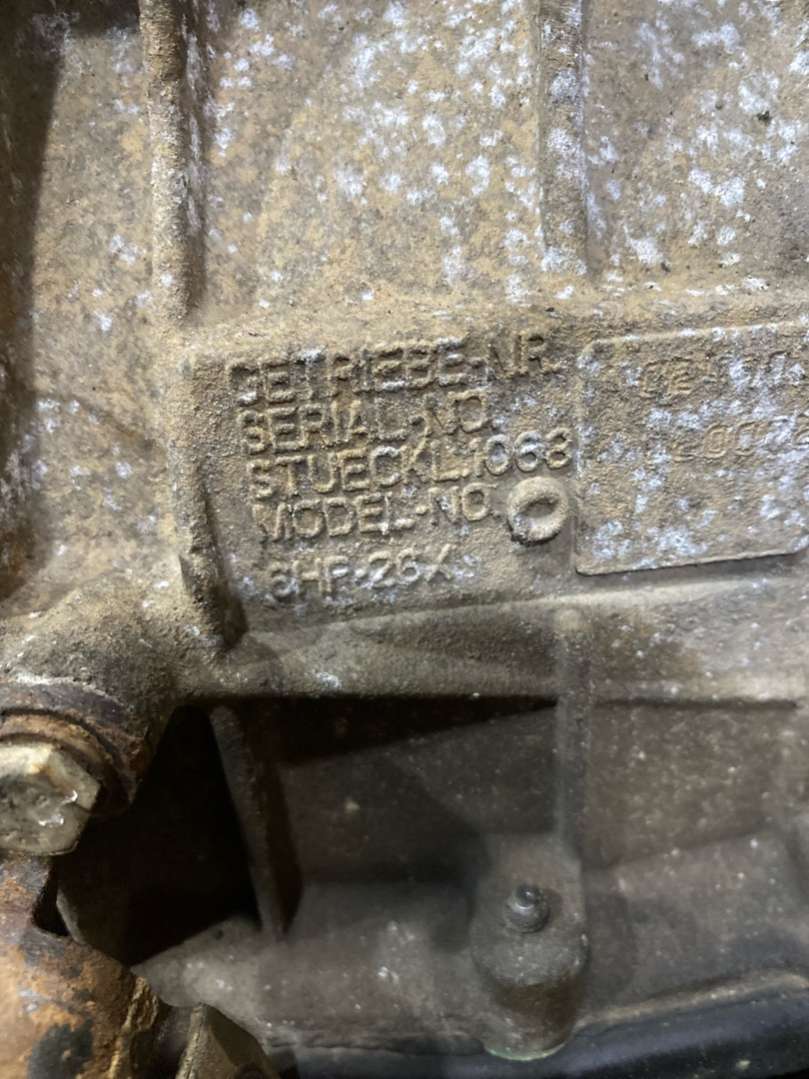 GETRIEBE-NR.
SERIAL-NO.
STUECKL.1068
MODEL-NO.
6HP-26X